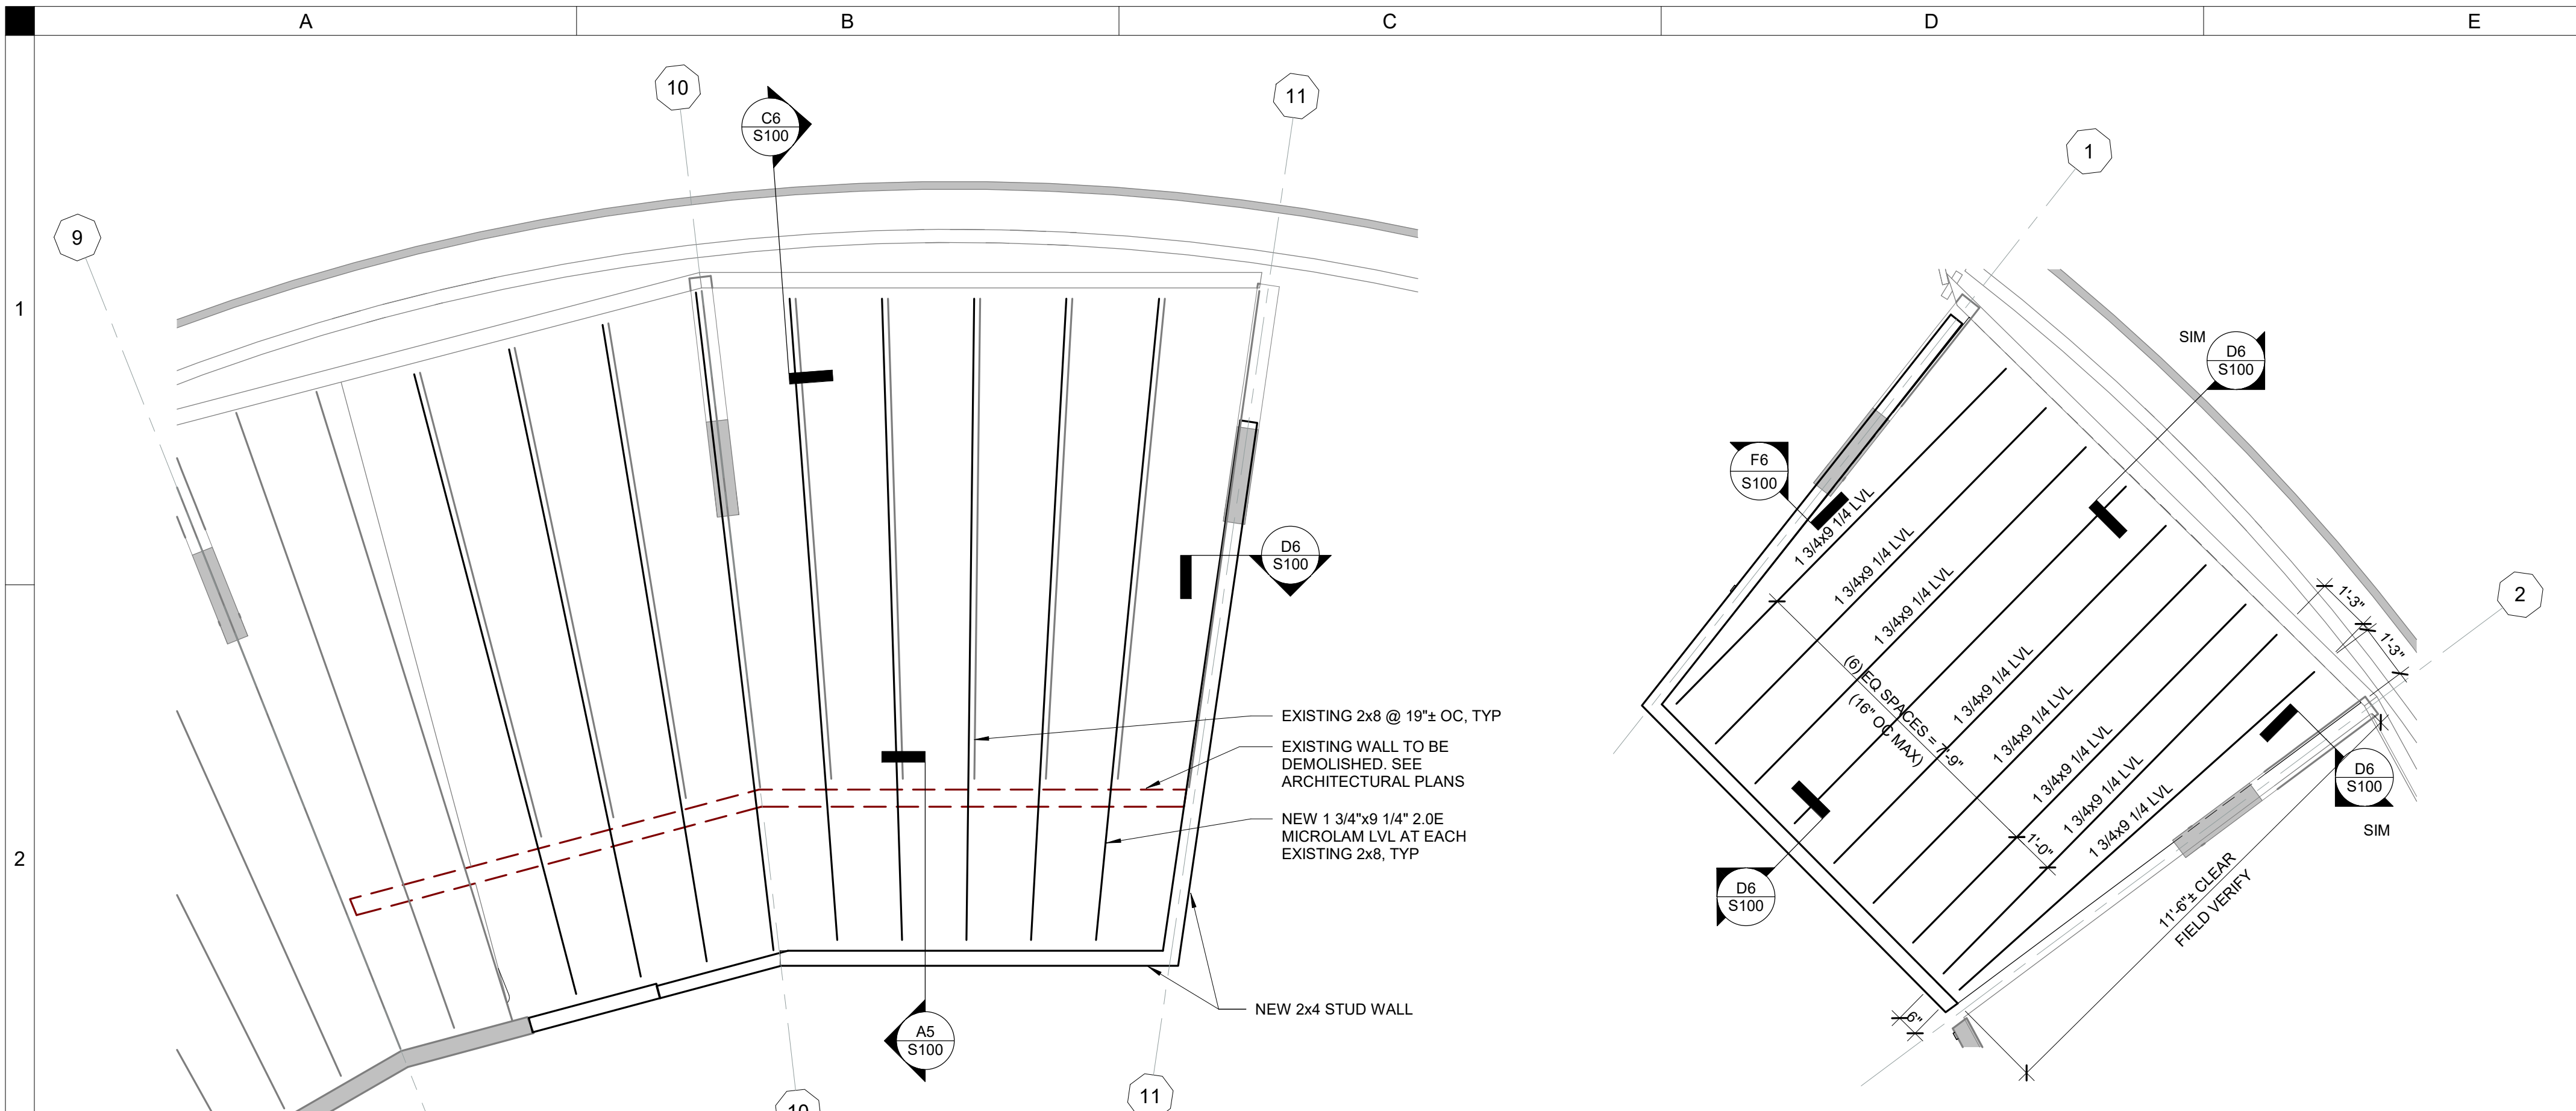 A
B
C
D
E
1
2
9
10
C6
S100
11
D6
S100
EXISTING 2x8 @ 19"± OC, TYP
EXISTING WALL TO BE
DEMOLISHED. SEE
ARCHITECTURAL PLANS
NEW 1 3/4"x9 1/4" 2.0E
MICROLAM LVL AT EACH
EXISTING 2x8, TYP
NEW 2x4 STUD WALL
A5
S100
10
11
1
SIM
D6
S100
F6
S100
1 3/4x9 1/4 LVL
1 3/4x9 1/4 LVL
1 3/4x9 1/4 LVL
1 3/4x9 1/4 LVL
1 3/4x9 1/4 LVL
1 3/4x9 1/4 LVL
1 3/4x9 1/4 LVL
1 3/4x9 1/4 LVL
(6) EQ SPACES = 7'-9"
(16" OC MAX)
1'-0"
1'-3"
1'-3"
2
D6
S100
SIM
D6
S100
11'-6"± CLEAR
FIELD VERIFY
6"